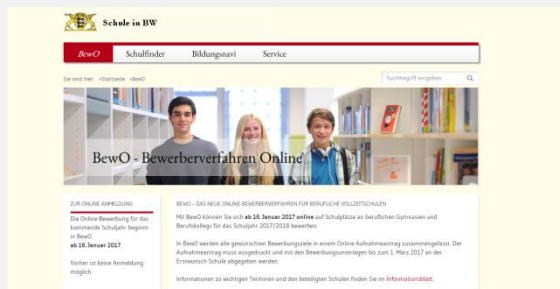 Schule in BW
BewO Schulfinder Bildungsnavi Service
Sie sind hier: »Startseite »BewO
Suchbegriff eingeben
BewO - Bewerberverfahren Online
ZUR ONLINE ANMELDUNG
Die Online Bewerbung für das
kommende Schuljahr beginnt
in BewO
ab 16. Januar 2017.
Vorher ist keine Anmeldung
möglich.
BEWO – DAS NEUE ONLINE-BEWERBERVERFAHREN FÜR BERUFLICHE VOLLZEITSCHULEN
Mit BewO können Sie sich ab 16. Januar 2017 online auf Schulplätze an beruflichen Gymnasien und
Berufskollegs für das Schuljahr 2017/2018 bewerben.
In BewO werden alle gewünschten Bewerbungsziele in einem Online Aufnahmeantrag zusammengefasst. Der
Aufnahmeantrag muss ausgedruckt und mit den Bewerbungsunterlagen bis zum 1. März 2017 an der
Erstwunsch-Schule abgegeben werden.
Informationen zu wichtigen Terminen und den beteiligten Schulen finden Sie im Informationsblatt.